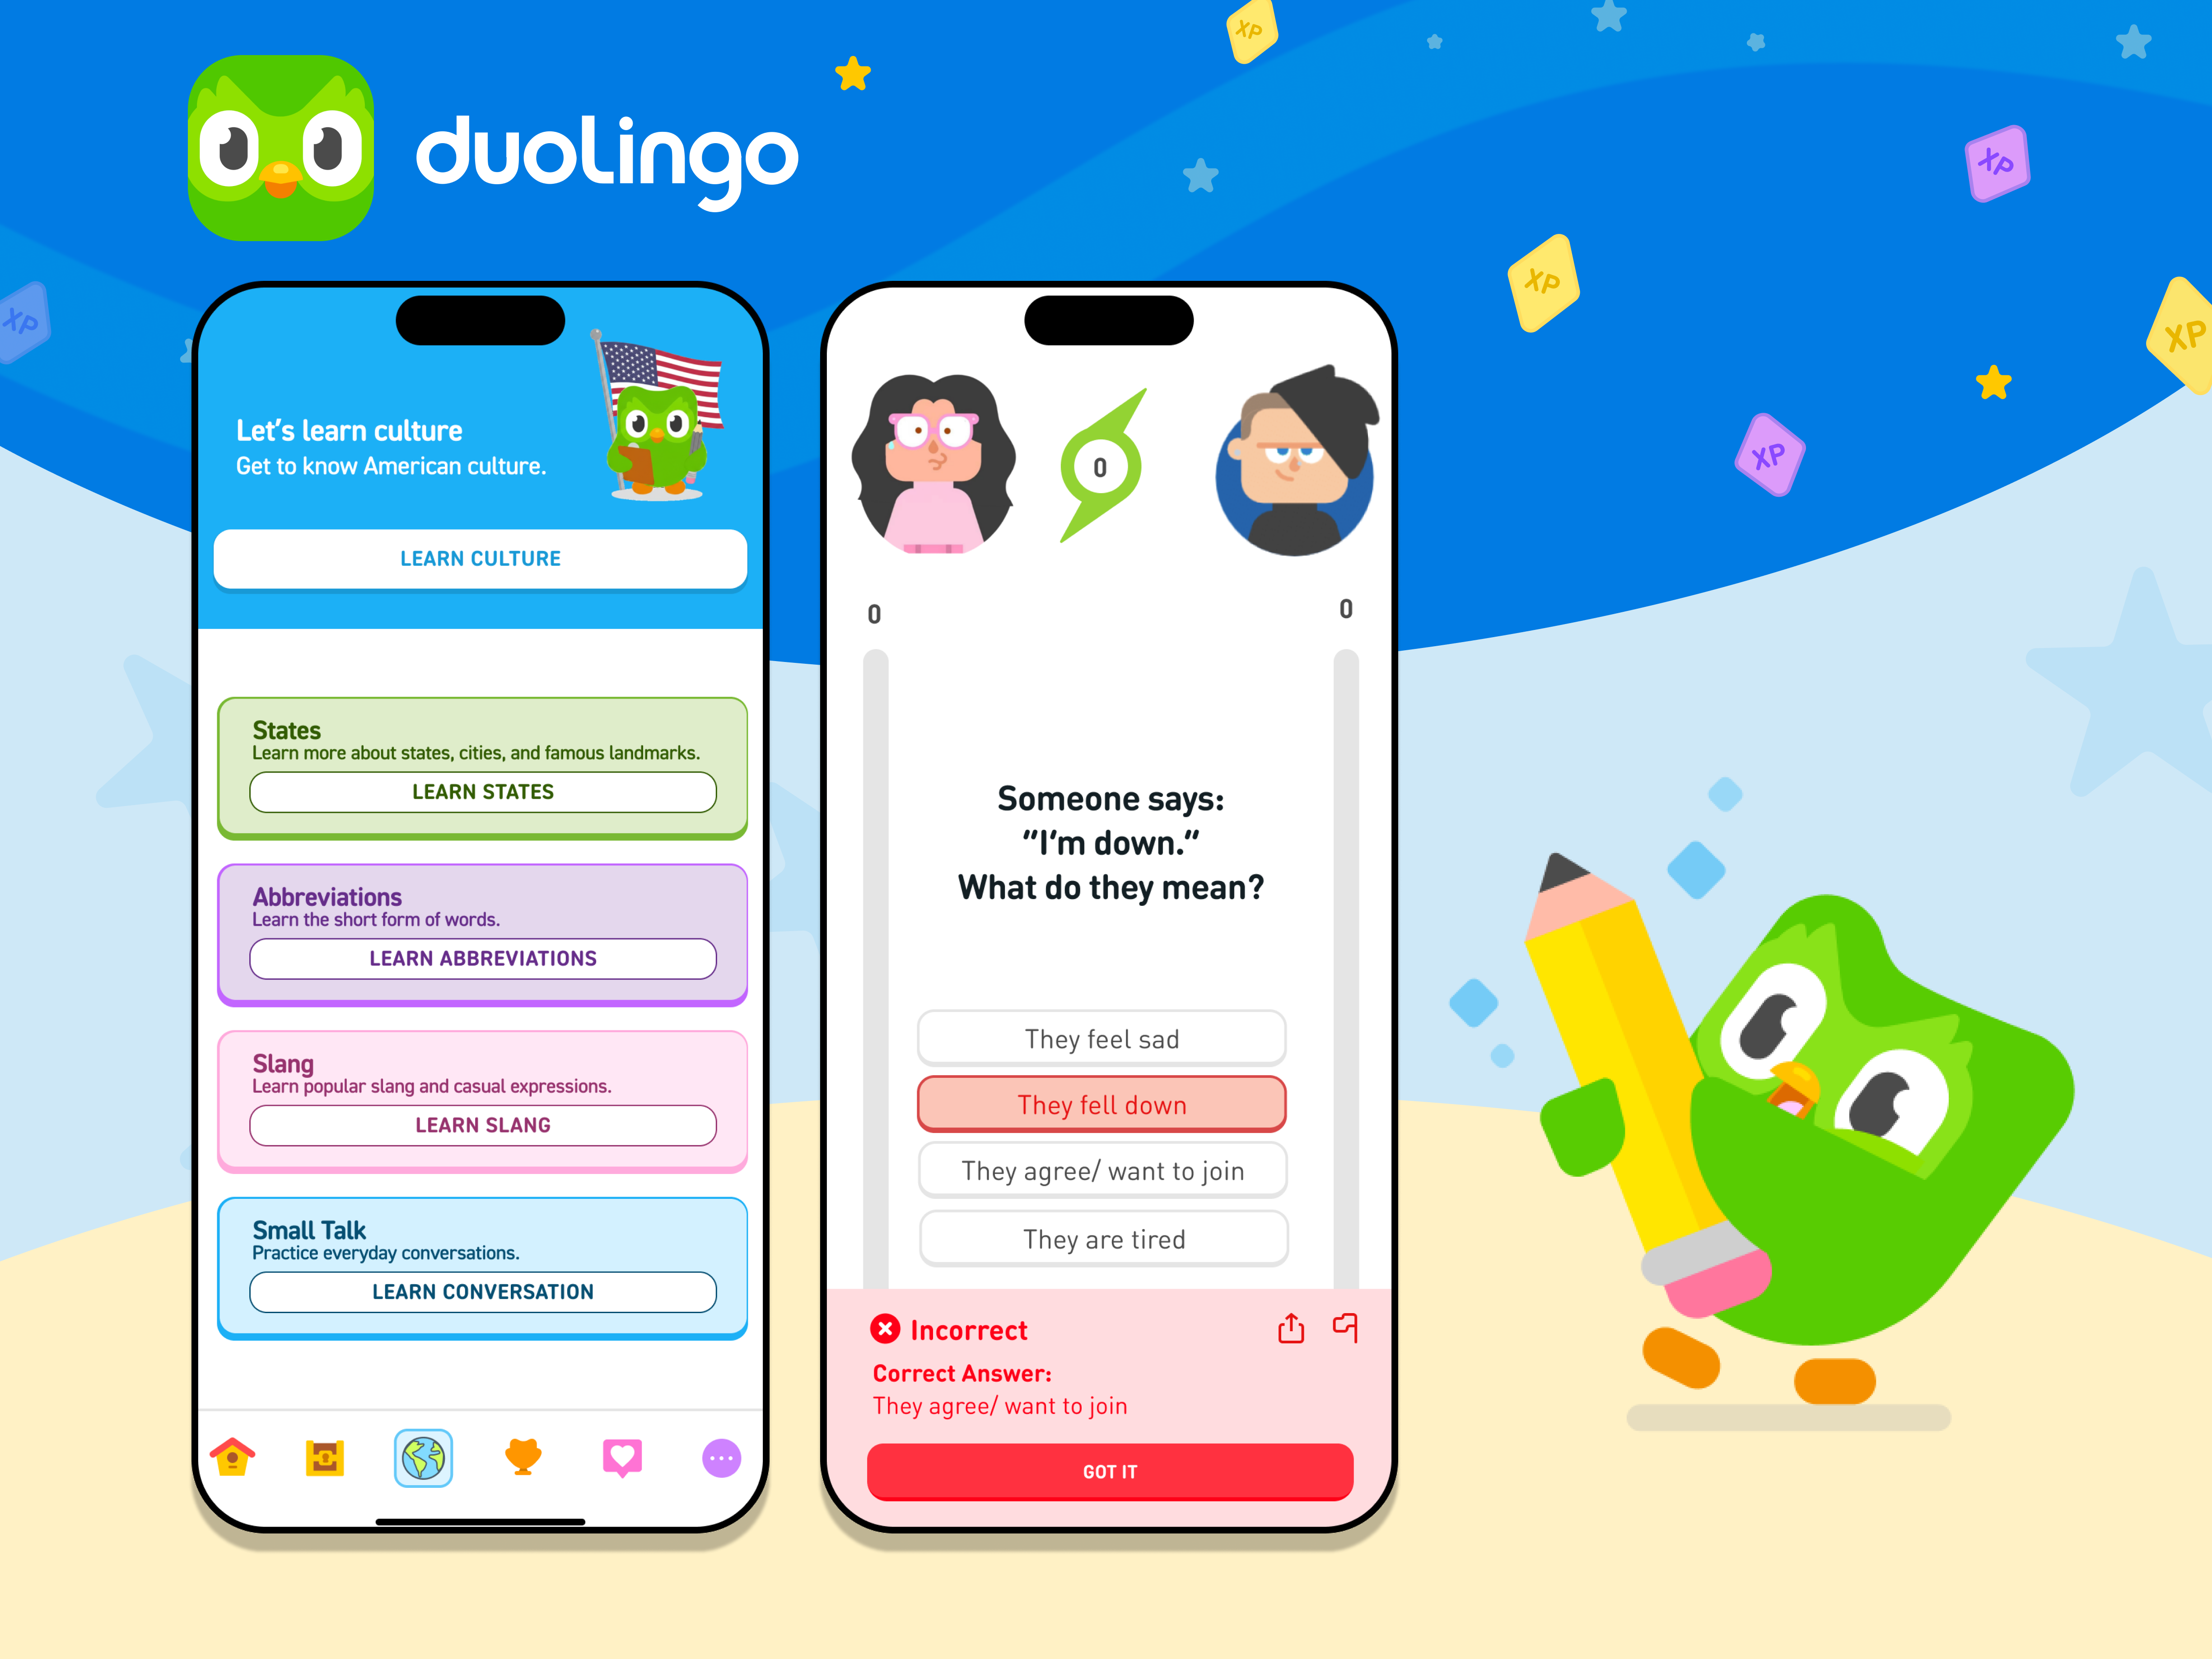 duolingo
XP
XP
XP
XP
XP
XP
Let's learn culture
Get to know American culture.
LEARN CULTURE
States
Learn more about states, cities, and famous landmarks.
LEARN STATES
Abbreviations
Learn the short form of words.
LEARN ABBREVIATIONS
Slang
Learn popular slang and casual expressions.
LEARN SLANG
Small Talk
Practice everyday conversations.
LEARN CONVERSATION
0
0
0
Someone says:
“I'm down.“
What do they mean?
They feel sad
They fell down
They agree/ want to join
They are tired
Incorrect
Correct Answer:
They agree/ want to join
GOT IT